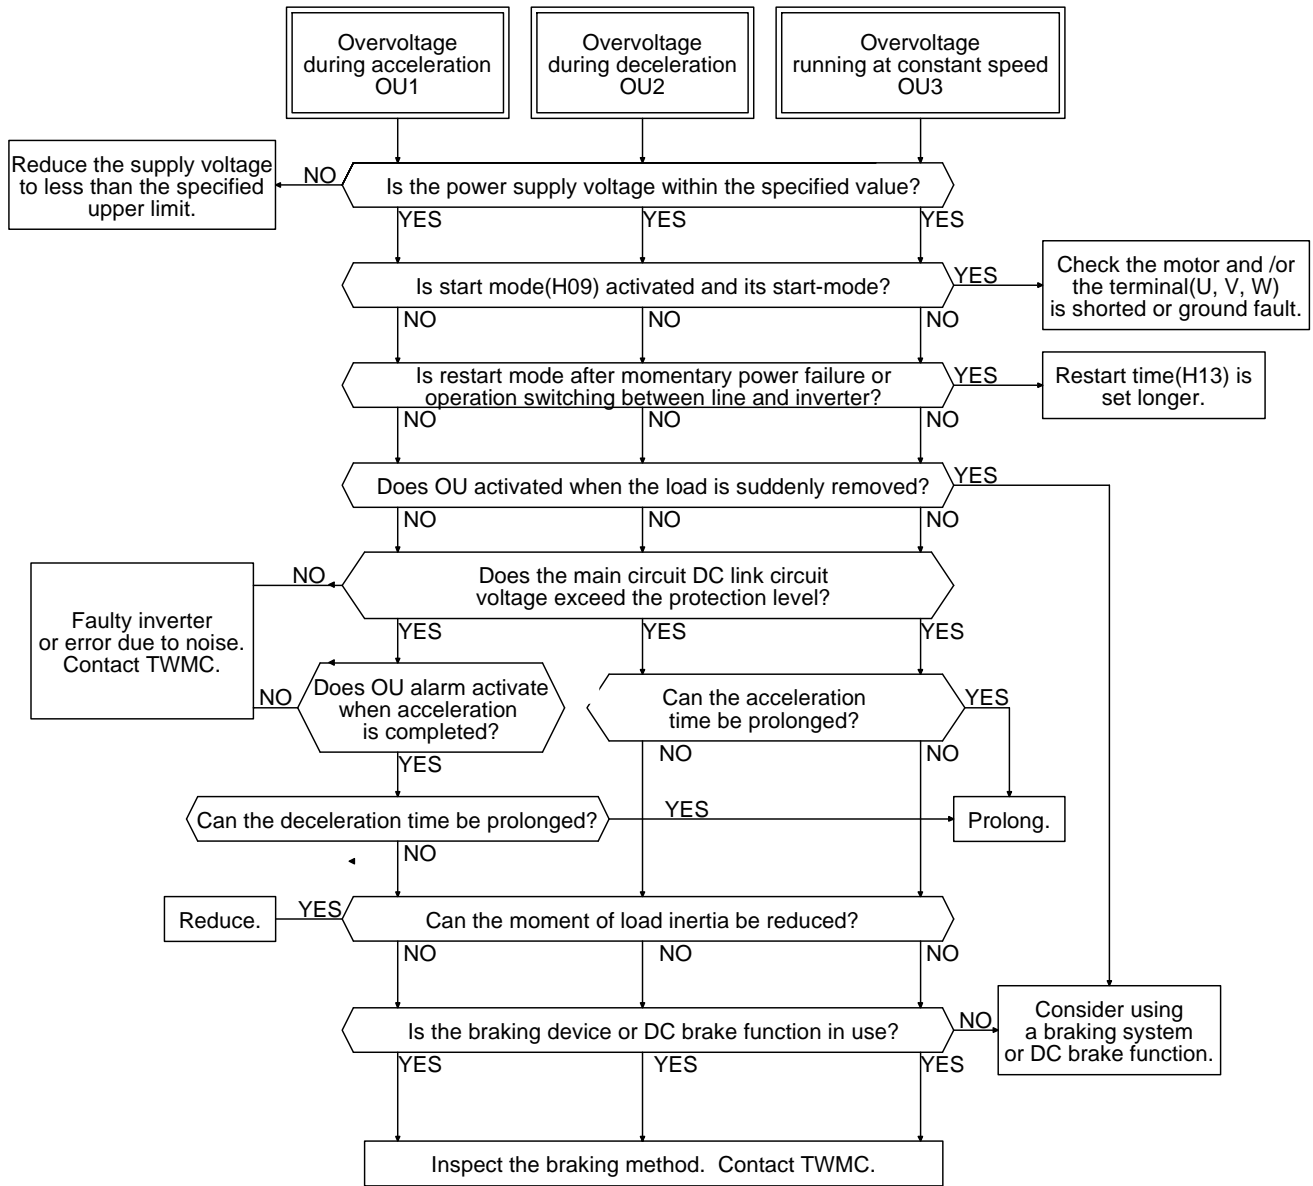 Overvoltage
during acceleration
OU1
Overvoltage
during deceleration
OU2
Overvoltage
running at constant speed
OU3
Reduce the supply voltage
to less than the specified
upper limit.
NO
Is the power supply voltage within the specified value?
YES
YES
YES
Is start mode(H09) activated and its start-mode?
YES
Check the motor and /or
the terminal(U, V, W)
is shorted or ground fault.
NO
NO
NO
Is restart mode after momentary power failure or
operation switching between line and inverter?
YES
Restart time(H13) is
set longer.
NO
NO
NO
Does OU activated when the load is suddenly removed?
YES
NO
NO
NO
Does the main circuit DC link circuit
voltage exceed the protection level?
NO
Faulty inverter
or error due to noise.
Contact TWMC.
YES
YES
YES
NO
Does OU alarm activate
when acceleration
is completed?
Can the acceleration
time be prolonged?
YES
YES
NO
NO
Can the deceleration time be prolonged?
YES
Prolong.
NO
Reduce.
YES
Can the moment of load inertia be reduced?
NO
NO
NO
Is the braking device or DC brake function in use?
NO
Consider using
a braking system
or DC brake function.
YES
YES
YES
Inspect the braking method.  Contact TWMC.